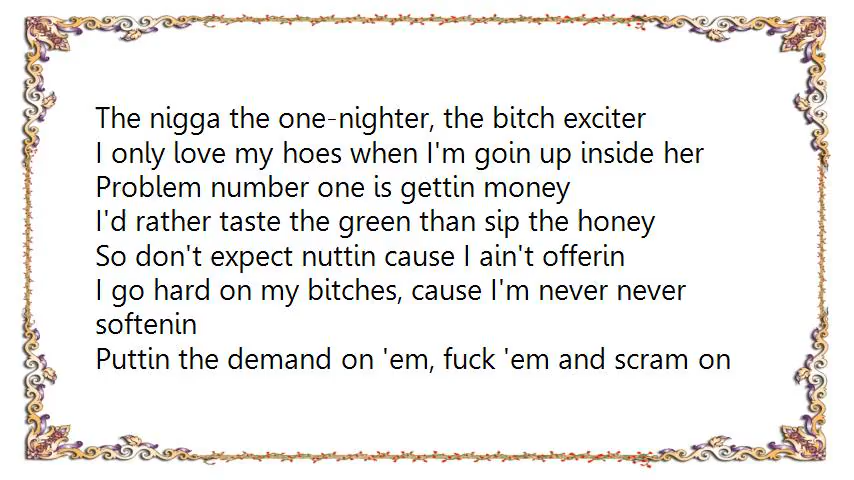 The nigga the one-nighter, the bitch exciter
I only love my hoes when I'm goin up inside her
Problem number one is gettin money
I'd rather taste the green than sip the honey
So don't expect nuttin cause I ain't offerin
I go hard on my bitches, cause I'm never never
softenin
Puttin the demand on 'em, fuck 'em and scram on